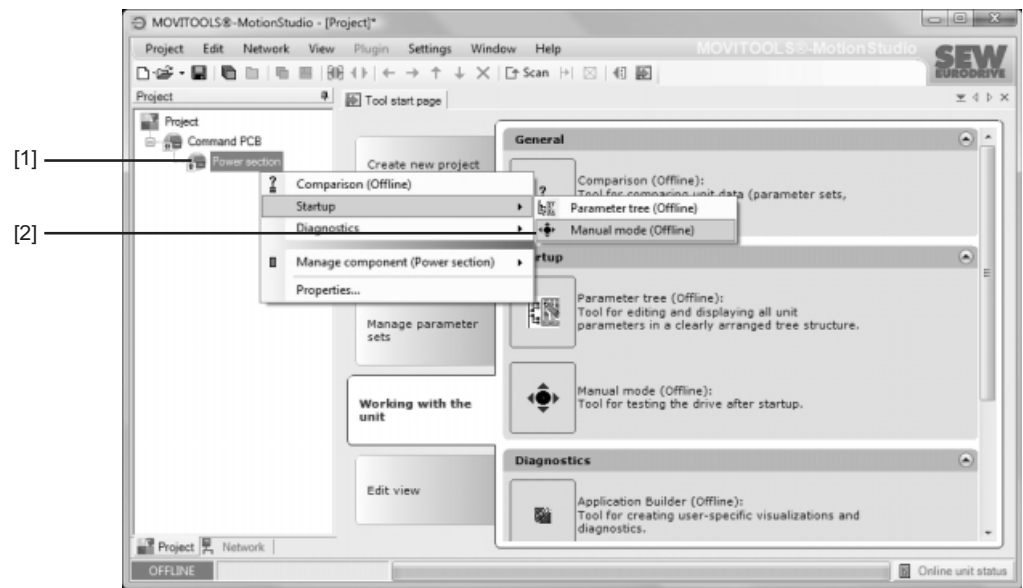 MOVITOOLS®-MotionStudio - [Project]*
Project Edit Network View Plugin Settings Window Help
MOVITOOLS®-MotionStudio
SEW
EURODRIVE
Scan
Project
Tool start page
Project
Command PCB
[1]
Power section
Create new project
General
Comparison (Offline):
Tool for comparing unit data (parameter sets,
Comparison (Offline)
Startup
Diagnostics
Manage component (Power section)
Properties...
Parameter tree (Offline)
[2]
Manual mode (Offline)
rtup
Parameter tree (Offline):
Tool for editing and displaying all unit
parameters in a clearly arranged tree structure.
Manage parameter
sets
Manual mode (Offline):
Tool for testing the drive after startup.
Working with the
unit
Diagnostics
Edit view
Application Builder (Offline):
Tool for creating user-specific visualizations and
diagnostics.
Project Network
OFFLINE
Online unit status